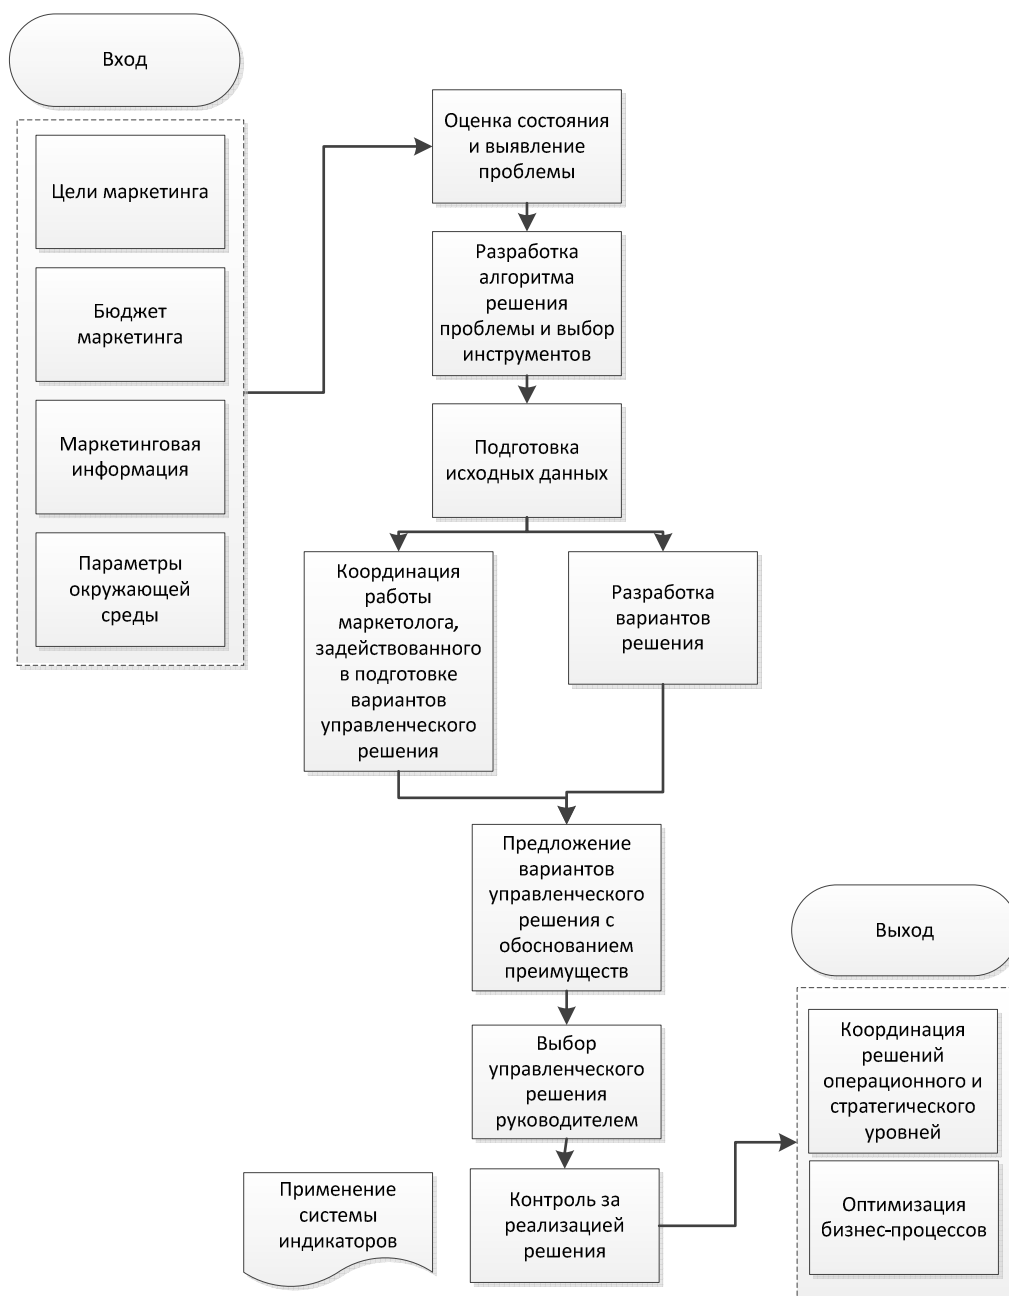 Вход
Цели маркетинга
Бюджет
маркетинга
Маркетинговая
информация
Параметры
окружающей
среды
Оценка состояния
и выявление
проблемы
Разработка
алгоритма
решения
проблемы и выбор
инструментов
Подготовка
исходных данных
Координация
работы
маркетолога,
задействованного
в подготовке
вариантов
управленческого
решения
Разработка
вариантов
решения
Предложение
вариантов
управленческого
решения с
обоснованием
преимуществ
Выбор
управленческого
решения
руководителем
Контроль за
реализацией
решения
Применение
системы
индикаторов
Выход
Координация
решений
операционного и
стратегического
уровней
Оптимизация
бизнес-процессов